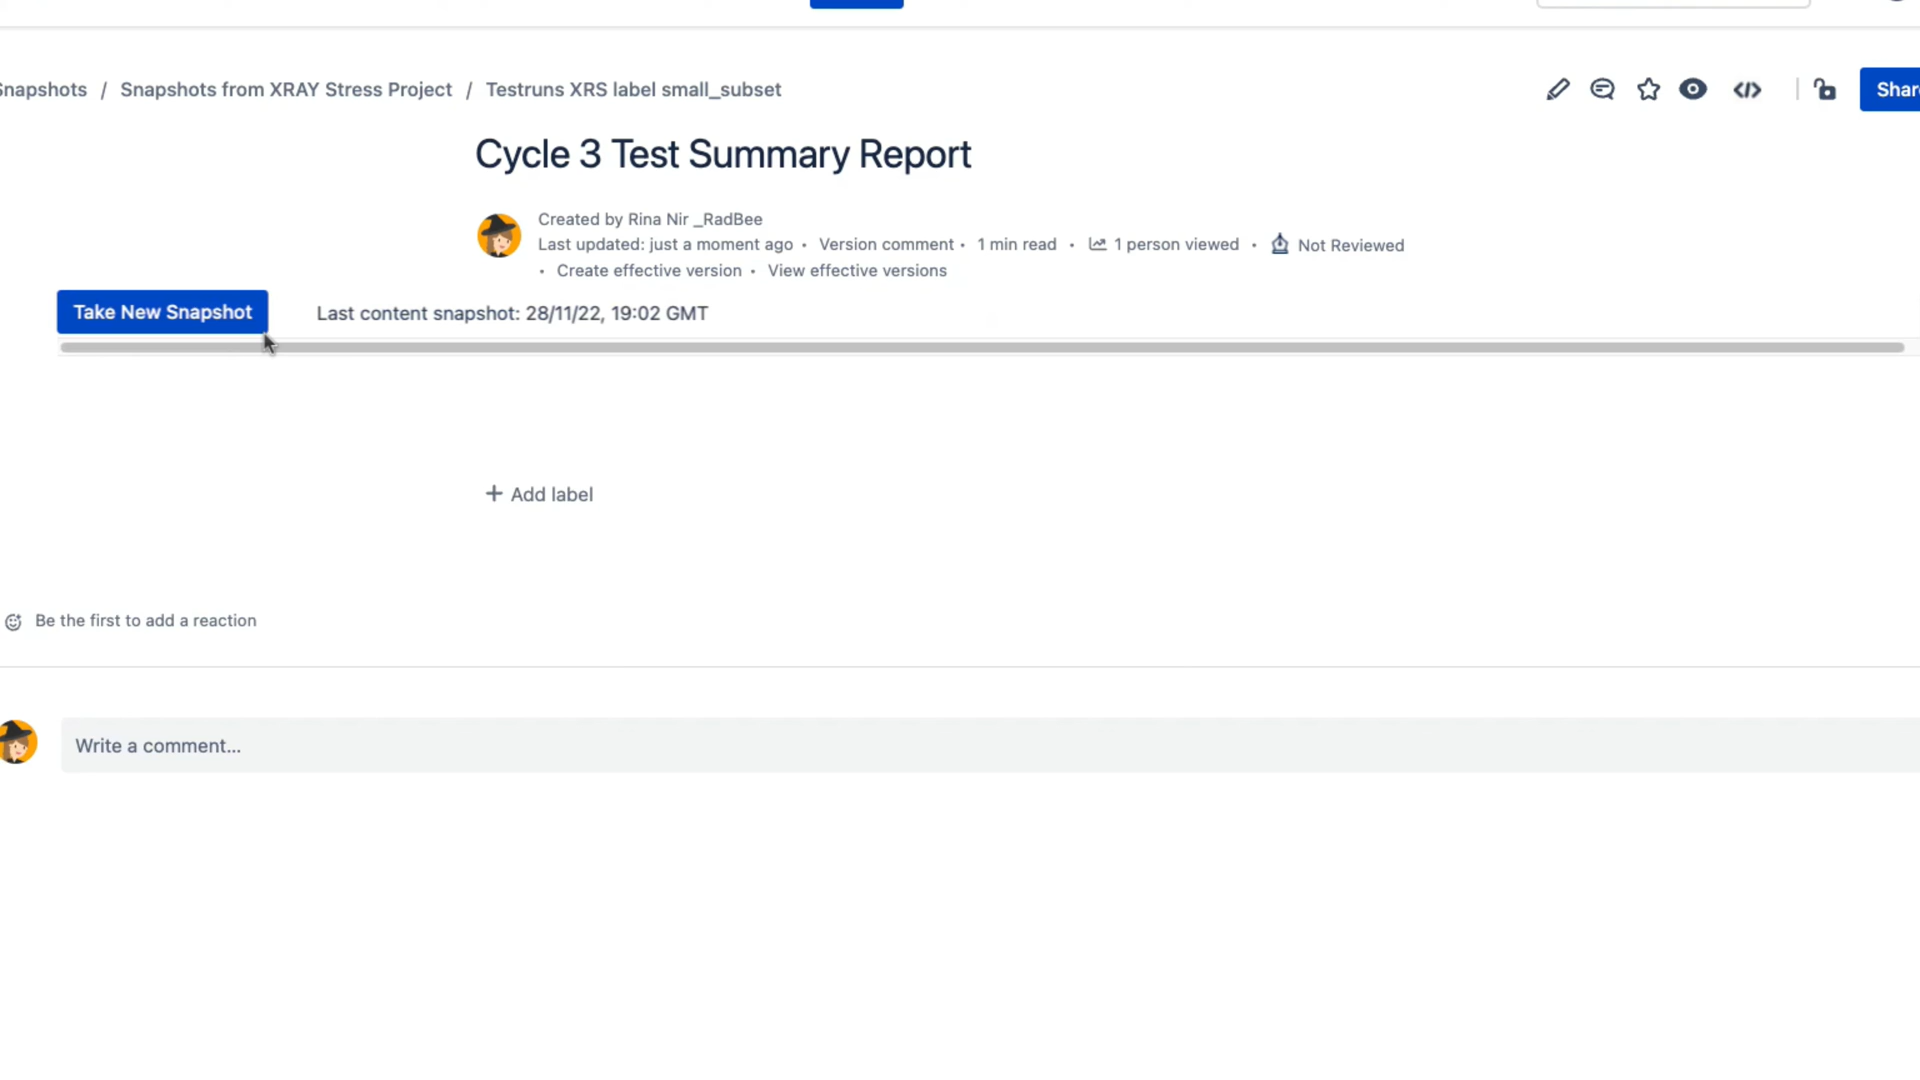 Snapshots / Snapshots from XRAY Stress Project / Testruns XRS label small_subset
Share
Cycle 3 Test Summary Report
Created by Rina Nir _RadBee
Last updated: just a moment ago • Version comment • 1 min read • 1 person viewed • Not Reviewed
• Create effective version • View effective versions
Take New Snapshot Last content snapshot: 28/11/22, 19:02 GMT
+ Add label
Be the first to add a reaction
Write a comment...